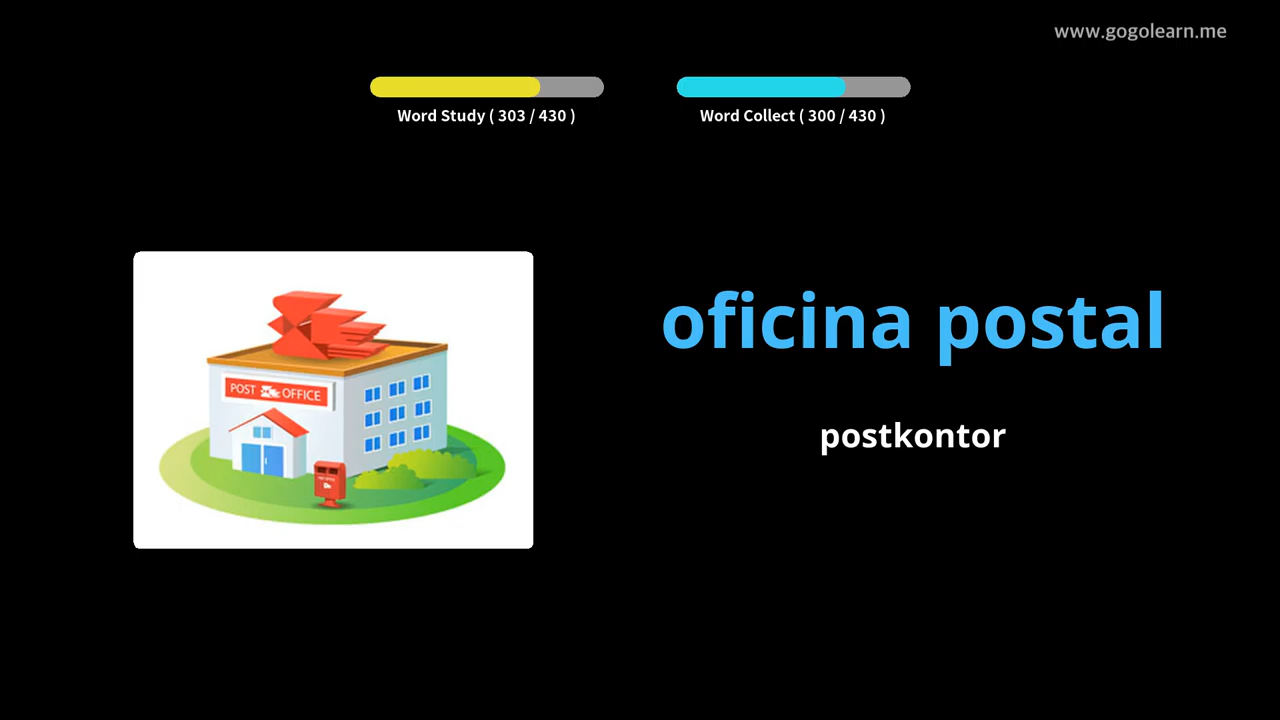 www.gogolearn.me
Word Study ( 303 / 430 )
Word Collect ( 300 / 430 )
POST OFFICE
oficina postal
postkontor